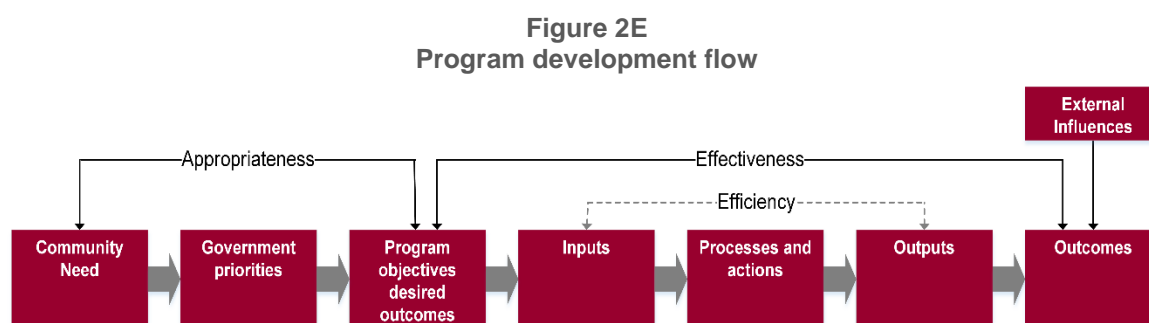 Figure 2E
Program development flow
External
Influences
Appropriateness
Effectiveness
Efficiency
Community
Need
Government
priorities
Program
objectives
desired
outcomes
Inputs
Processes and
actions
Outputs
Outcomes